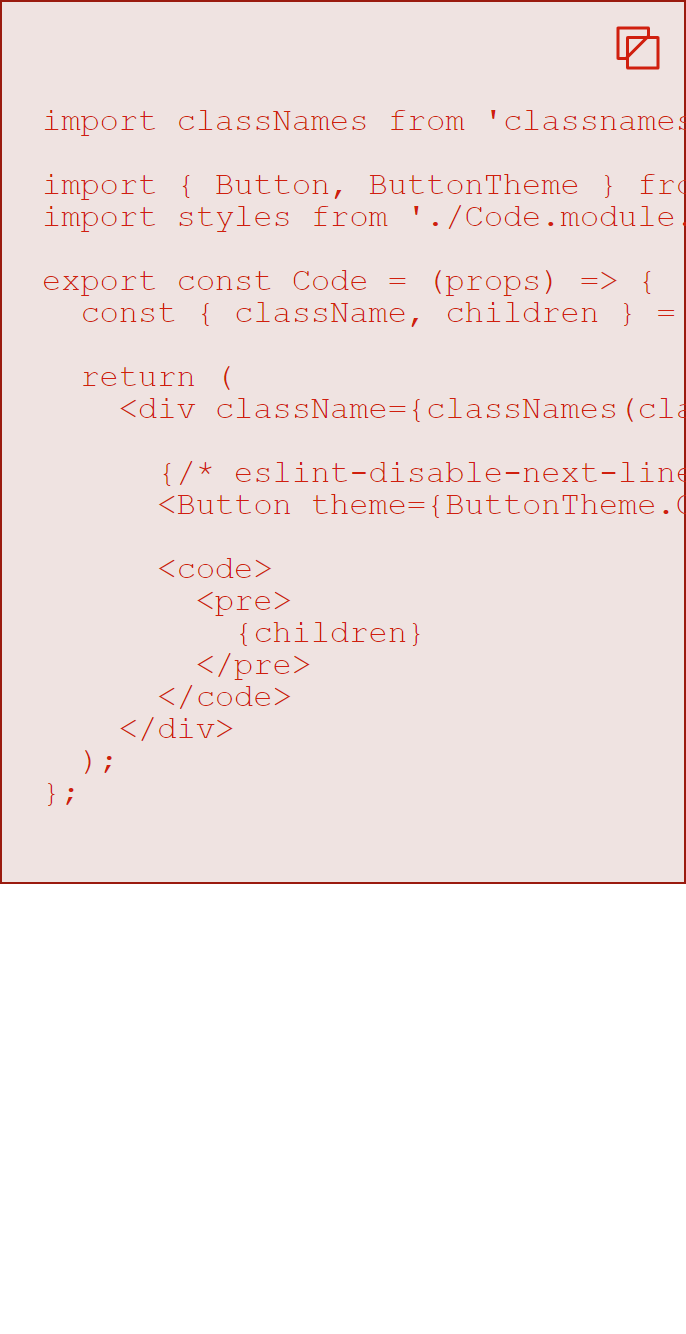 import classNames from 'classnames
import { Button, ButtonTheme } fro
import styles from './Code.module.
export const Code = (props) => {
const { className, children } =
return (
<div className={classNames(cla
{/* eslint-disable-next-line
<Button theme={ButtonTheme.
<code>
<pre>
{children}
</pre>
</code>
</div>
);
};